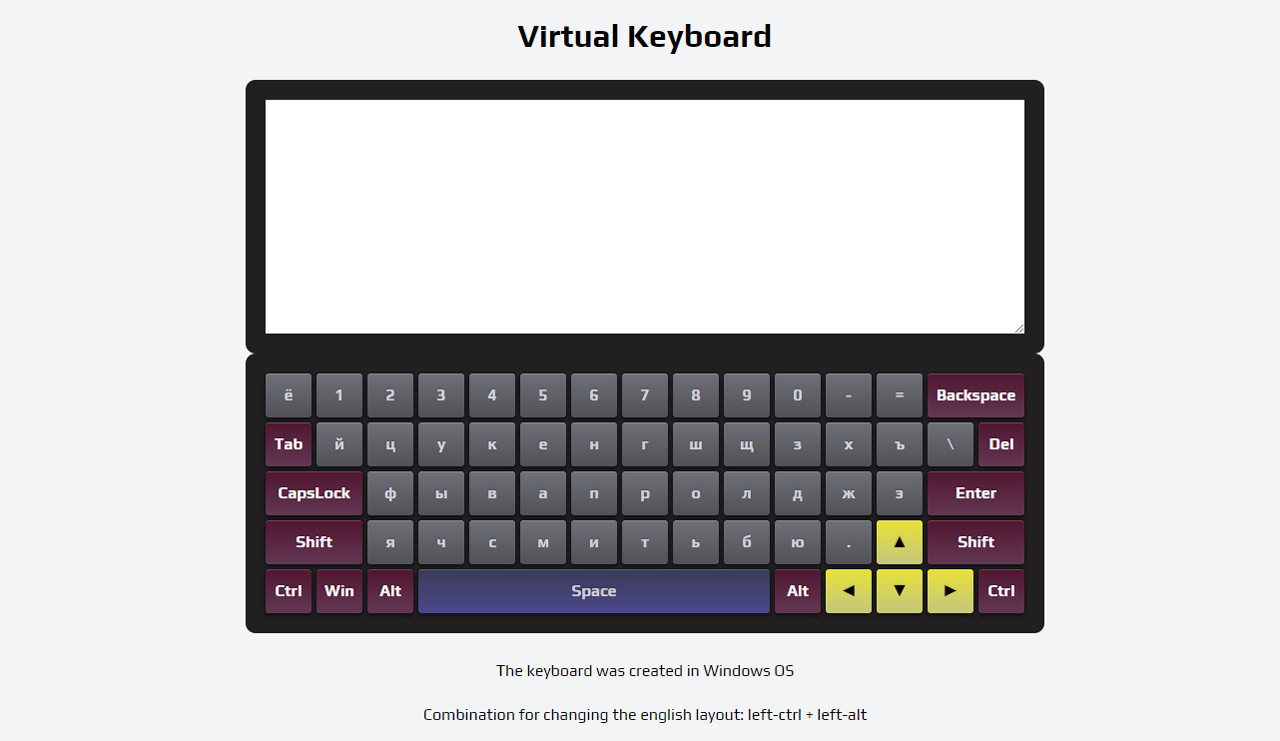 Virtual Keyboard
ё 1 2 3 4 5 6 7 8 9 0 - = Backspace
Tab й ц у к е н г ш щ з х ъ \ Del
CapsLock ф ы в а п р о л д ж э Enter
Shift я ч с м и т ь б ю . ▲ Shift
Ctrl Win Alt Space Alt ◄ ▼ ► Ctrl
The keyboard was created in Windows OS
Combination for changing the english layout: left-ctrl + left-alt